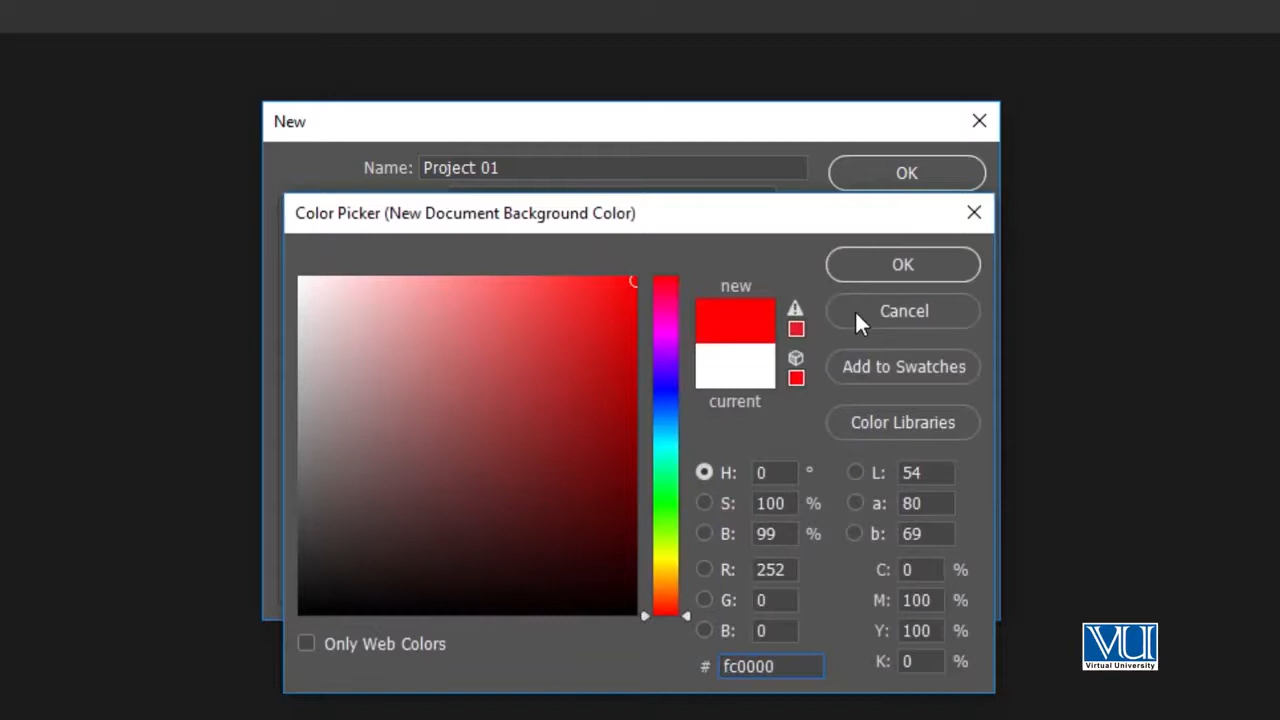 New
Name: Project 01
OK
Color Picker (New Document Background Color)
OK
new
Cancel
Add to Swatches
current
Color Libraries
H: 0 °
L: 54
S: 100 %
a: 80
B: 99 %
b: 69
R: 252
C: 0 %
G: 0
M: 100 %
B: 0
Y: 100 %
Only Web Colors
# fc0000
K: 0 %
VU
Virtual University